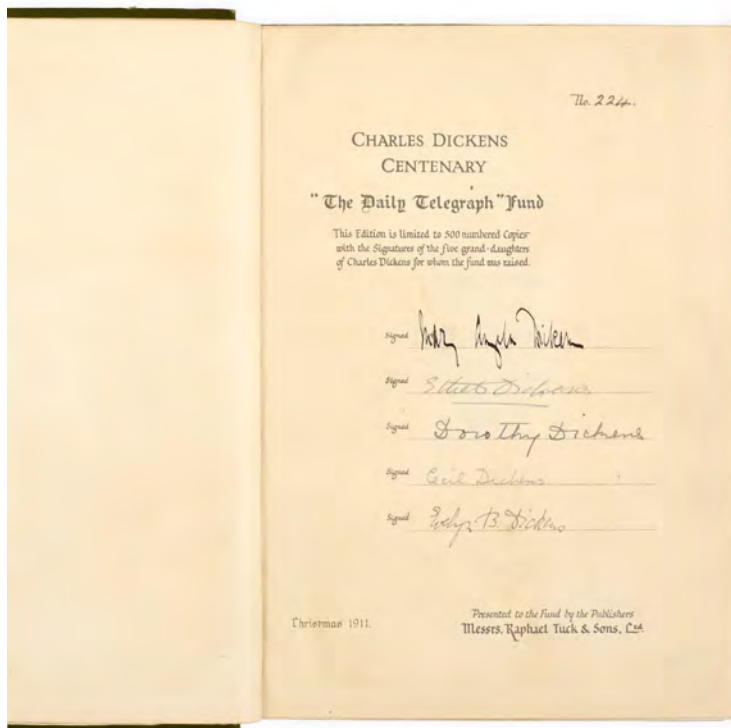 No. 224.
CHARLES DICKENS
CENTENARY
"The Daily Telegraph" Fund
This Edition is limited to 500 numbered Copies
with the Signatures of the five grand-daughters
of Charles Dickens for whom the fund was raised.
Signed Mary Angela Dickens
Signed Ethel Dickens
Signed Dorothy Dickens
Signed Cecil Dickens
Signed Evelyn B. Dickens
Christmas 1911.
Presented to the Fund by the Publishers
Messrs. Raphael Tuck & Sons, Ltd.